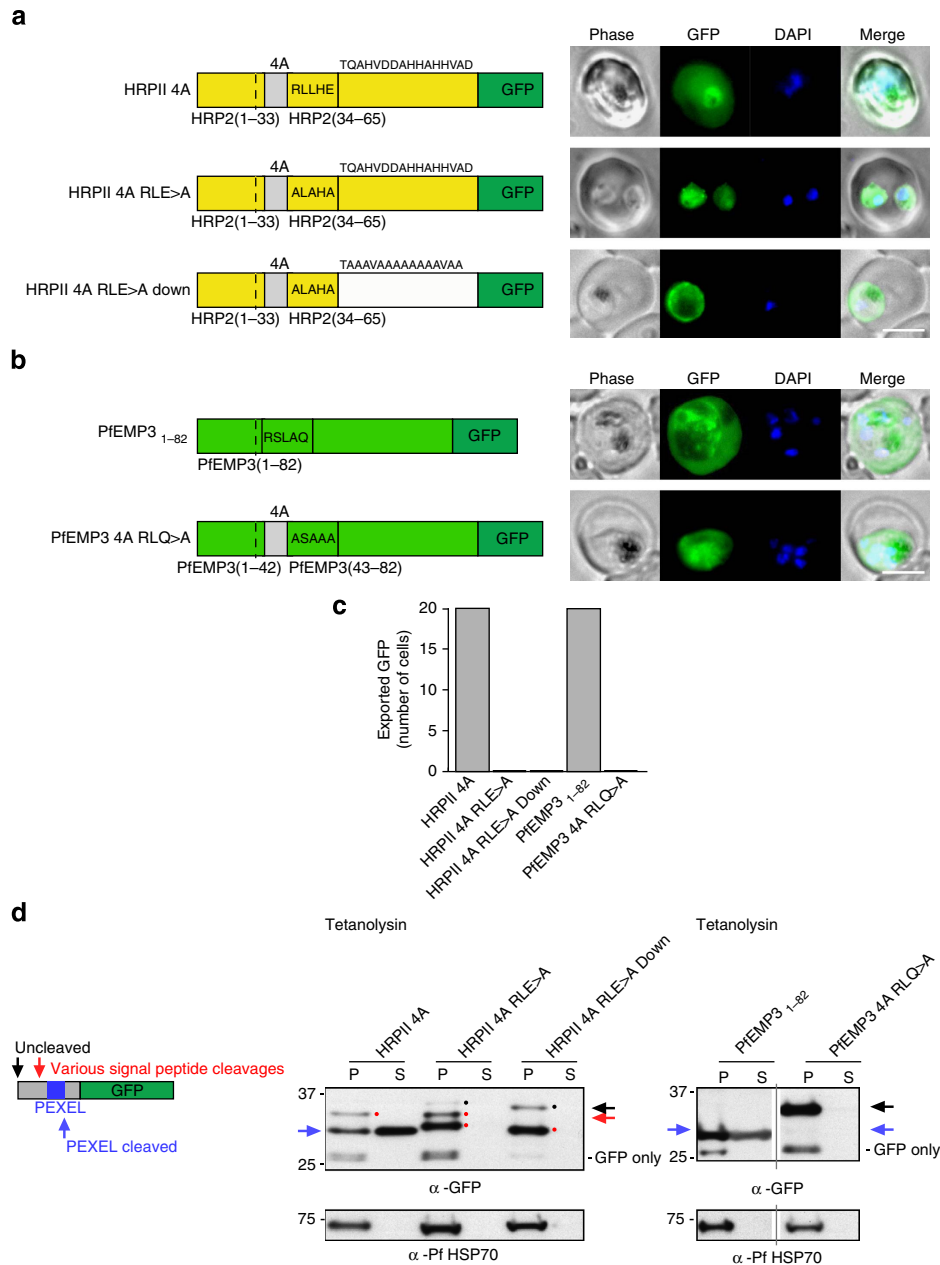 a
Phase GFP DAPI Merge
4A TQAHVDDAHHAHHVAD
HRPII 4A RLLHE GFP
HRP2(1–33) HRP2(34–65)
4A TQAHVDDAHHAHHVAD
HRPII 4A RLE>A ALAHA GFP
HRP2(1–33) HRP2(34–65)
4A TAAAVAAAAAAAAVAA
HRPII 4A RLE>A down ALAHA GFP
HRP2(1–33) HRP2(34–65)
b
Phase GFP DAPI Merge
PfEMP3 1–82 RSLAQ GFP
PfEMP3(1–82)
4A
PfEMP3 4A RLQ>A ASAAA GFP
PfEMP3(1–42) PfEMP3(43–82)
c
Exported GFP
(number of cells)
20
15
10
5
0
HRPII 4A
HRPII 4A RLE>A
HRPII 4A RLE>A Down
PfEMP3 1–82
PfEMP3 4A RLQ>A
d
Tetanolysin
Tetanolysin
HRPII 4A
HRPII 4A RLE>A
HRPII 4A RLE>A Down
PfEMP3 1–82
PfEMP3 4A RLQ>A
P S P S P S
P S P S
Uncleaved
Various signal peptide cleavages
GFP
PEXEL
PEXEL cleaved
37
25
GFP only
α -GFP
75
α -Pf HSP70
37
25
GFP only
α -GFP
75
α -Pf HSP70